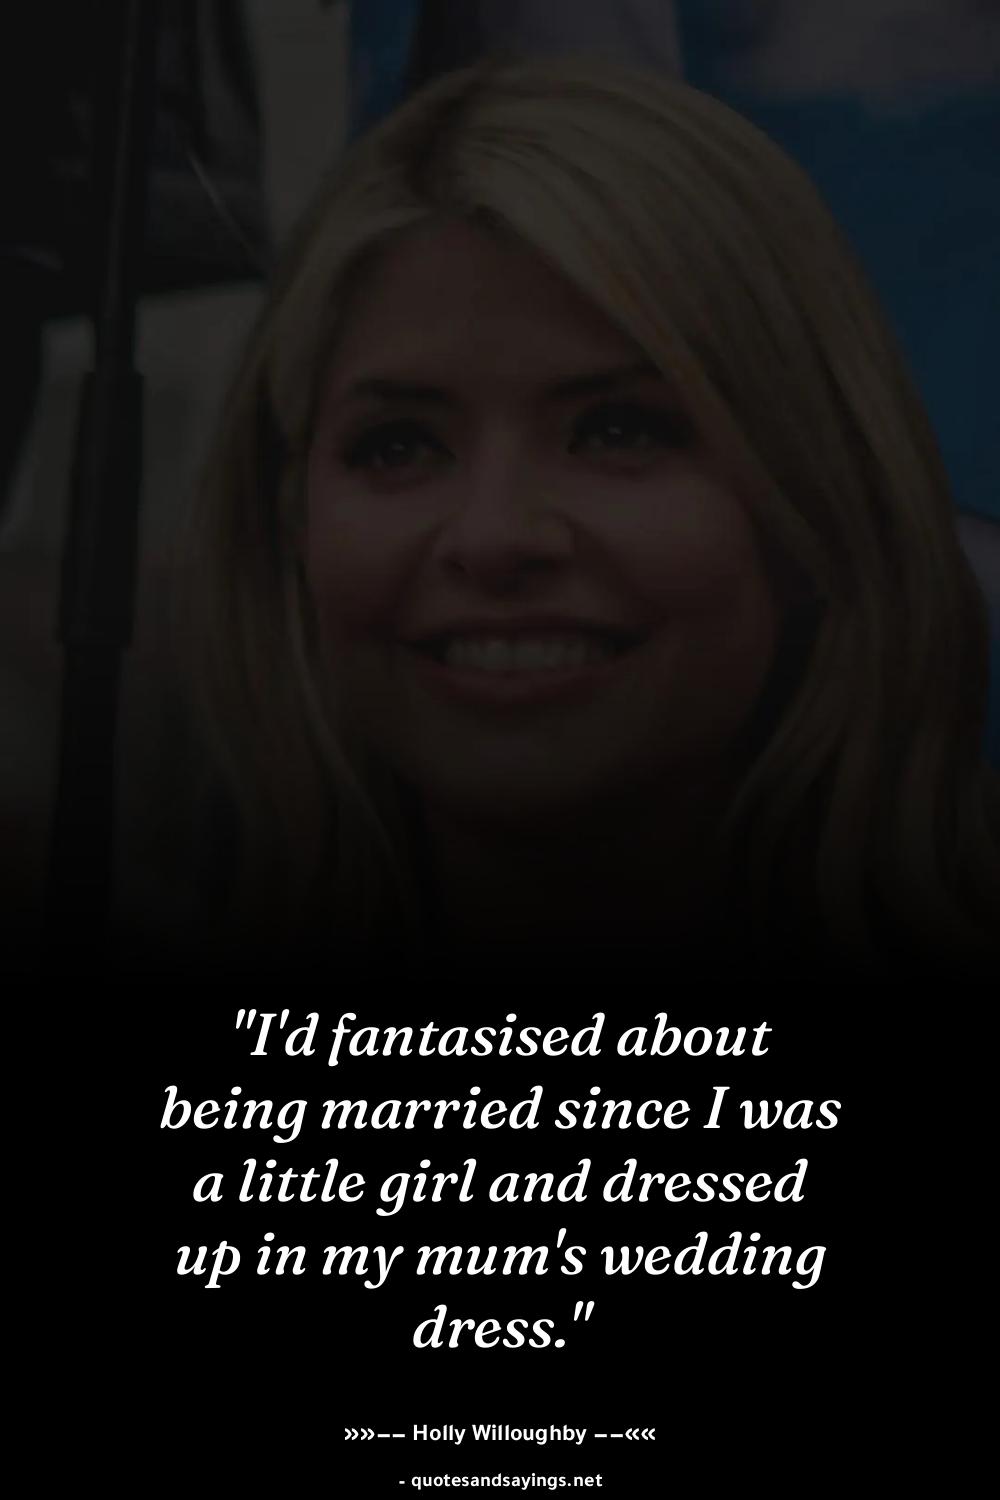 "I'd fantasised about
being married since I was
a little girl and dressed
up in my mum's wedding
dress."
»»–– Holly Willoughby ––««
- quotesandsayings.net